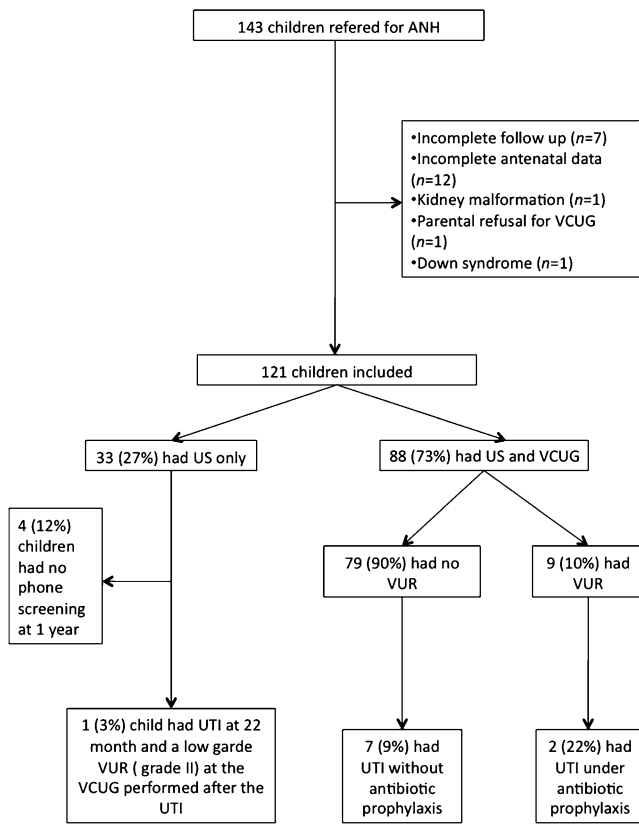 143 children refered for ANH
•Incomplete follow up (n=7)
•Incomplete antenatal data
(n=12)
•Kidney malformation (n=1)
•Parental refusal for VCUG
(n=1)
•Down syndrome (n=1)
121 children included
33 (27%) had US only
88 (73%) had US and VCUG
4 (12%)
children
had no
phone
screening
at 1 year
79 (90%) had no
VUR
9 (10%) had
VUR
1 (3%) child had UTI at 22
month and a low garde
VUR ( grade II) at the
VCUG performed after the
UTI
7 (9%) had
UTI without
antibiotic
prophylaxis
2 (22%) had
UTI under
antibiotic
prophylaxis